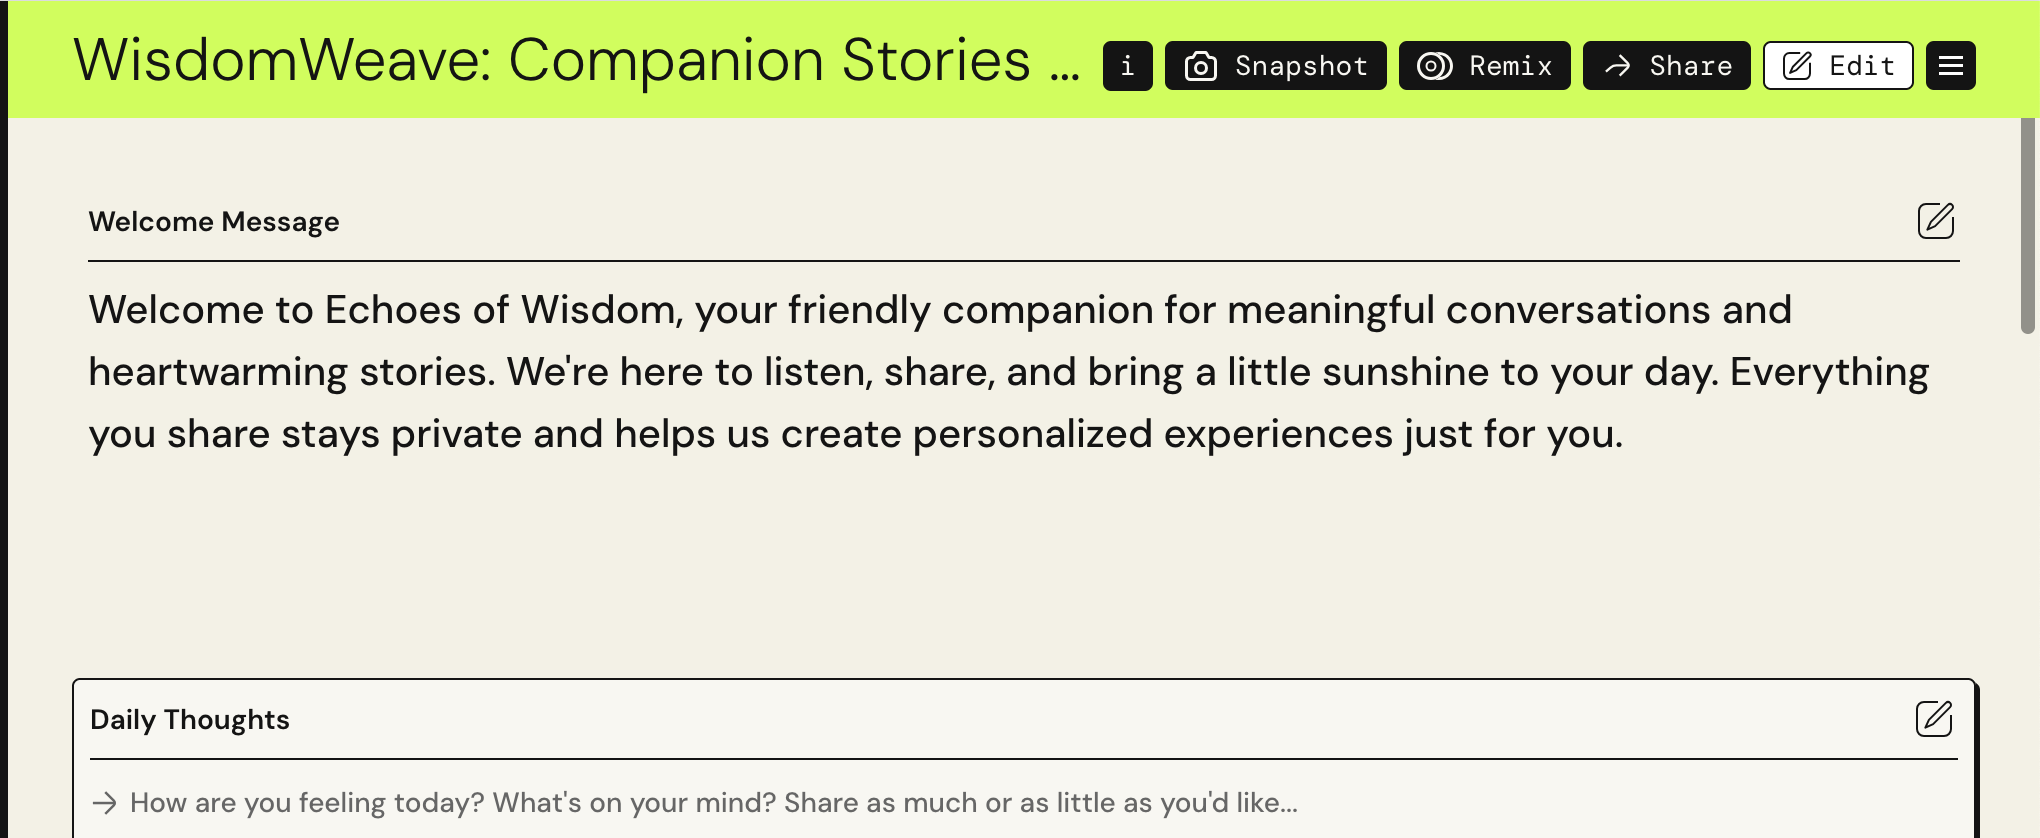 WisdomWeave: Companion Stories ...
i
Snapshot
Remix
Share
Edit
Welcome Message
Welcome to Echoes of Wisdom, your friendly companion for meaningful conversations and
heartwarming stories. We're here to listen, share, and bring a little sunshine to your day. Everything
you share stays private and helps us create personalized experiences just for you.
Daily Thoughts
How are you feeling today? What's on your mind? Share as much or as little as you'd like...